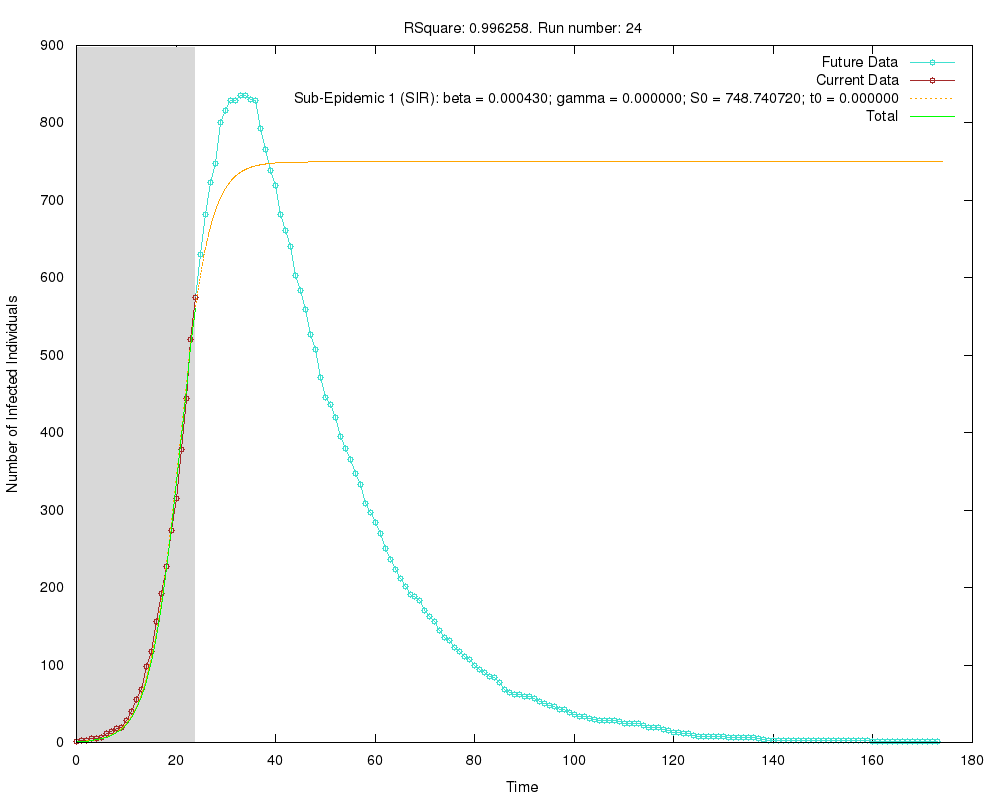 RSquare: 0.996258. Run number: 24
Future Data
Current Data
Sub-Epidemic 1 (SIR): beta = 0.000430; gamma = 0.000000; S0 = 748.740720; t0 = 0.000000
Total
900
800
700
600
500
400
300
200
100
0
Number of Infected Individuals
0 20 40 60 80 100 120 140 160 180
Time